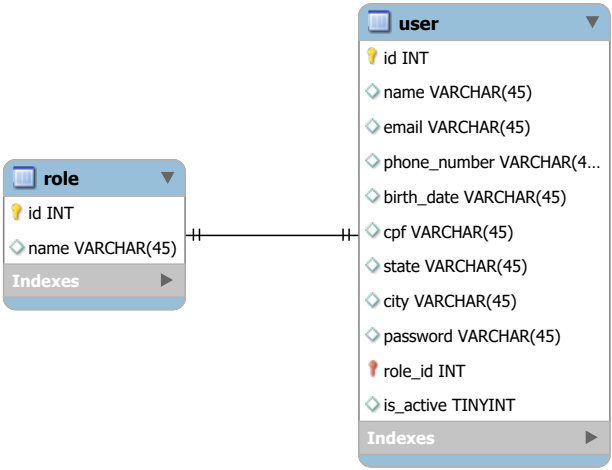 role
id INT
name VARCHAR(45)
Indexes
user
id INT
name VARCHAR(45)
email VARCHAR(45)
phone_number VARCHAR(4...
birth_date VARCHAR(45)
cpf VARCHAR(45)
state VARCHAR(45)
city VARCHAR(45)
password VARCHAR(45)
role_id INT
is_active TINYINT
Indexes